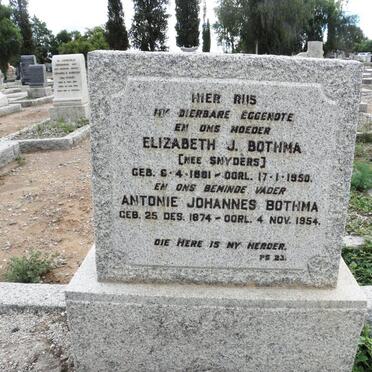 HIER RUS
MY DIERBARE EGGENOTE
EN ONS MOEDER
ELIZABETH J. BOTHMA
[NEE SNYDERS]
GEB. 6-4-1881 - OORL. 17-1-1950.
EN ONS BEMINDE VADER
ANTONIE JOHANNES BOTHMA
GEB. 25 DES. 1874 - OORL. 4 NOV. 1954.
DIE HERE IS MY HERDER.
PS 23.